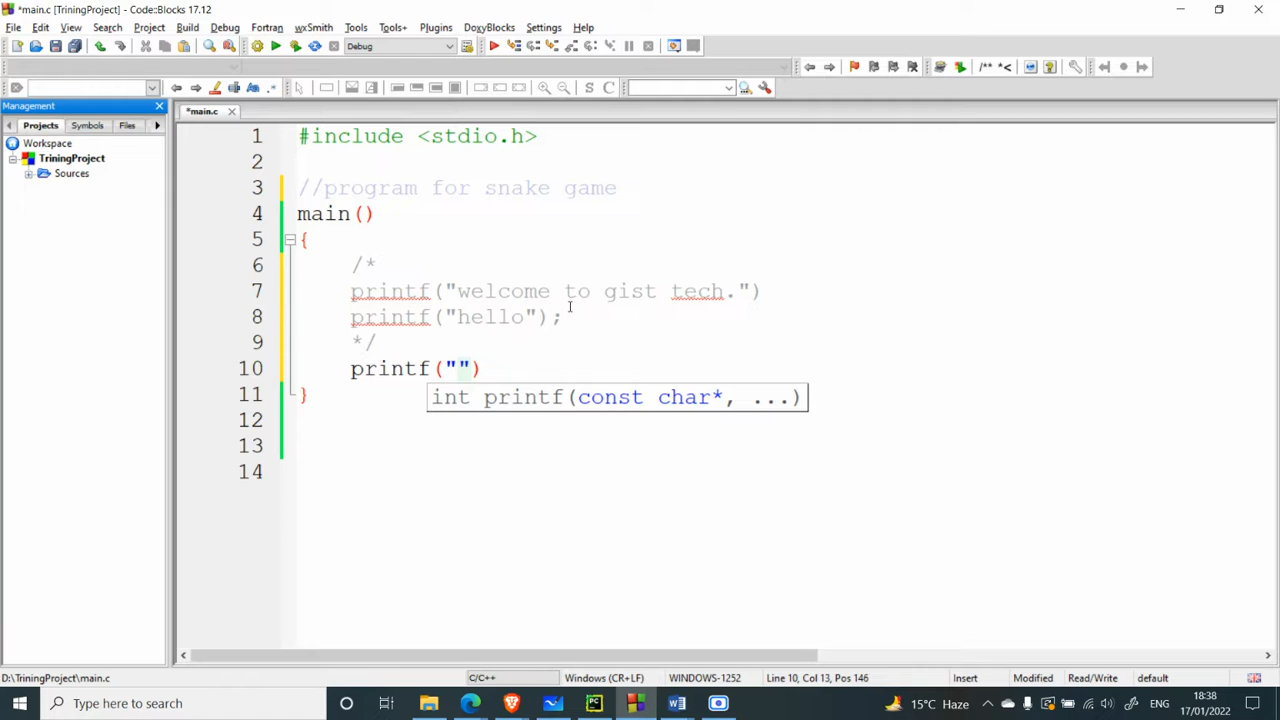 *main.c [TriningProject] - Code::Blocks 17.12
File Edit View Search Project Build Debug Fortran wxSmith Tools Tools+ Plugins DoxyBlocks Settings Help
Debug
/** *<
S C
Management
*main.c
Projects Symbols Files
Workspace
TriningProject
Sources
1 #include <stdio.h>
2
3 //program for snake game
4 main()
5 {
6 /*
7 printf("welcome to gist tech.")
8 printf("hello");
9 */
10 printf("")
int printf(const char*, ...)
11 }
12
13
14
D:\TriningProject\main.c C/C++ Windows (CR+LF) WINDOWS-1252 Line 10, Col 13, Pos 146 Insert Modified Read/Write default
Type here to search
15°C Haze
ENG
18:38
17/01/2022